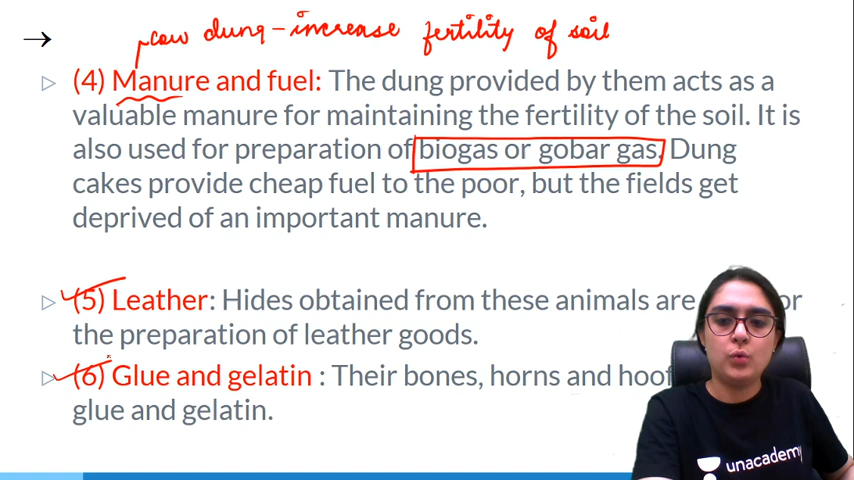 → cow dung - increase fertility of soil
(4) Manure and fuel: The dung provided by them acts as a
valuable manure for maintaining the fertility of the soil. It is
also used for preparation of biogas or gobar gas. Dung
cakes provide cheap fuel to the poor, but the fields get
deprived of an important manure.
(5) Leather: Hides obtained from these animals are
the preparation of leather goods.
(6) Glue and gelatin : Their bones, horns and
glue and gelatin.
unacademy